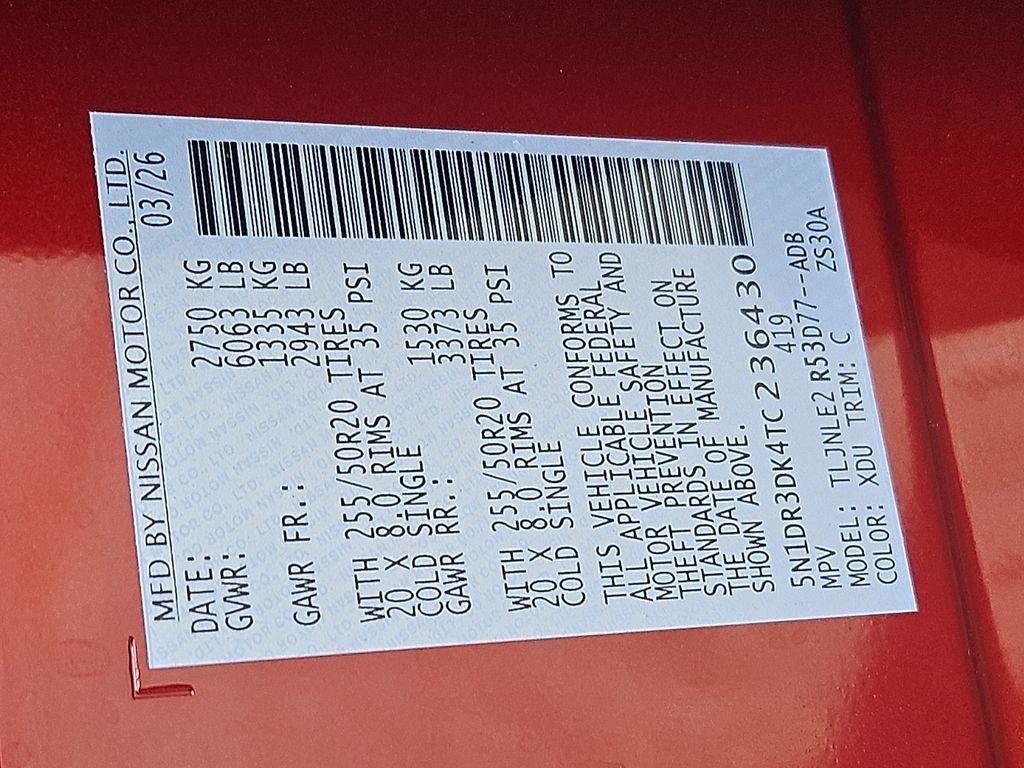 MFD BY NISSAN MOTOR CO., LTD.
DATE: 03/26
GVWR: 2750 KG
6063 LB
GAWR FR.: 1335 KG
2943 LB
WITH 255/50R20 TIRES
20 X 8.0 RIMS AT 35 PSI
COLD SINGLE
GAWR RR.: 1530 KG
3373 LB
WITH 255/50R20 TIRES
20 X 8.0 RIMS AT 35 PSI
COLD SINGLE
THIS VEHICLE CONFORMS TO
ALL APPLICABLE FEDERAL
MOTOR VEHICLE SAFETY AND
THEFT PREVENTION
STANDARDS IN EFFECT ON
THE DATE OF MANUFACTURE
SHOWN ABOVE.
5N1DR3DK4TC236430
MPV 419
MODEL: TLJNLE2 R53D77--ADB
COLOR: XDU TRIM: C ZS30A